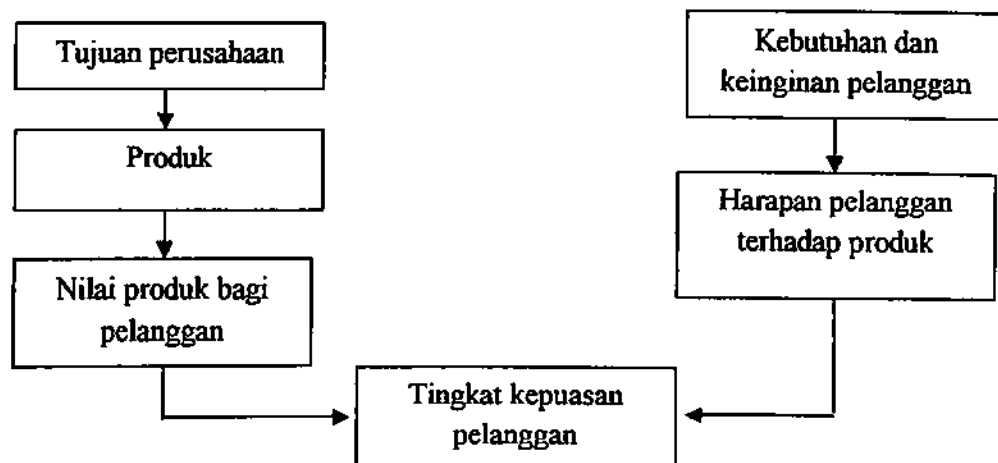 Tujuan perusahaan
Produk
Nilai produk bagi
pelanggan
Kebutuhan dan
keinginan pelanggan
Harapan pelanggan
terhadap produk
Tingkat kepuasan
pelanggan